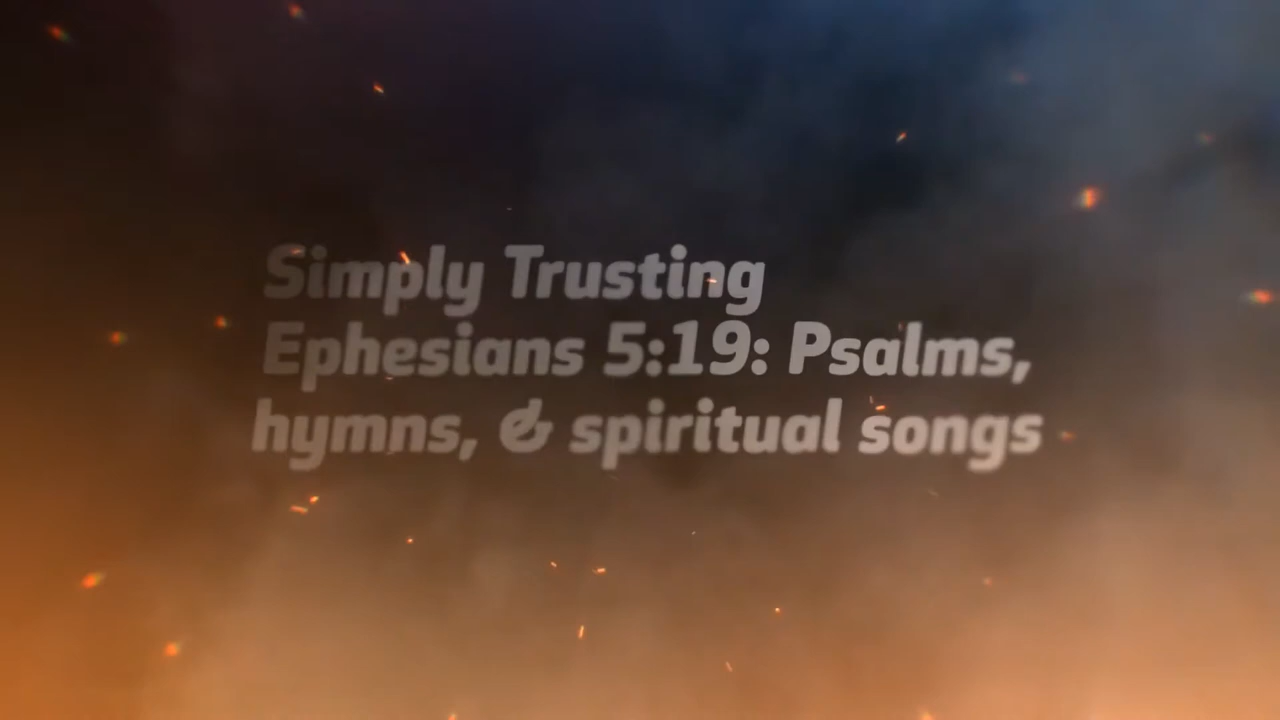 Simply Trusting
Ephesians 5:19: Psalms,
hymns, & spiritual songs